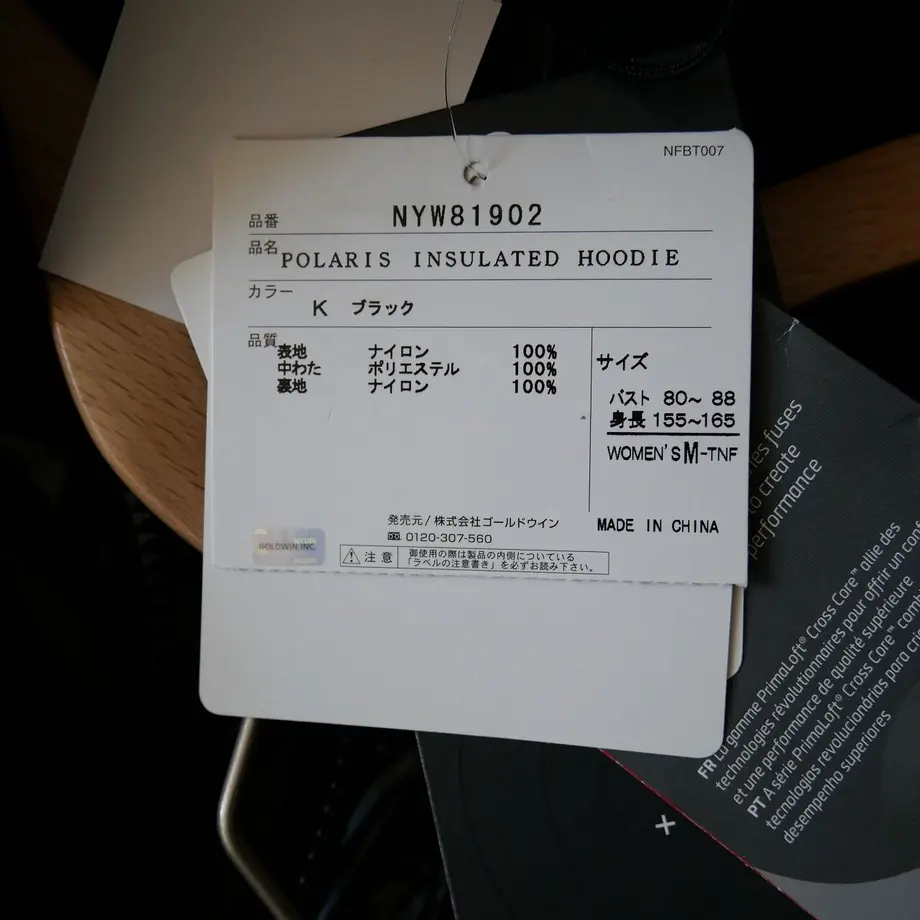 NFBT007
品番 NYW81902
品名 POLARIS INSULATED HOODIE
カラー K ブラック
品質
表地 ナイロン 100%
中わた ポリエステル 100%
裏地 ナイロン 100%
サイズ
バスト 80~ 88
身長 155~165
WOMEN'S M-TNF
MADE IN CHINA
発売元/株式会社ゴールドウイン
0120-307-560
GOLDWIN INC.
注意
御使用の際は製品の内側についている
「ラベルの注意書き」を必ずお読み下さい。
fuses
to create
performance
FR La gamme PrimaLoft® Cross Core™ allie des
technologies révolutionnaires pour offrir un
et une performance de qualité supérieure
PT A série PrimaLoft® Cross Core™
tecnologias revolucionárias para
desempenho superiores